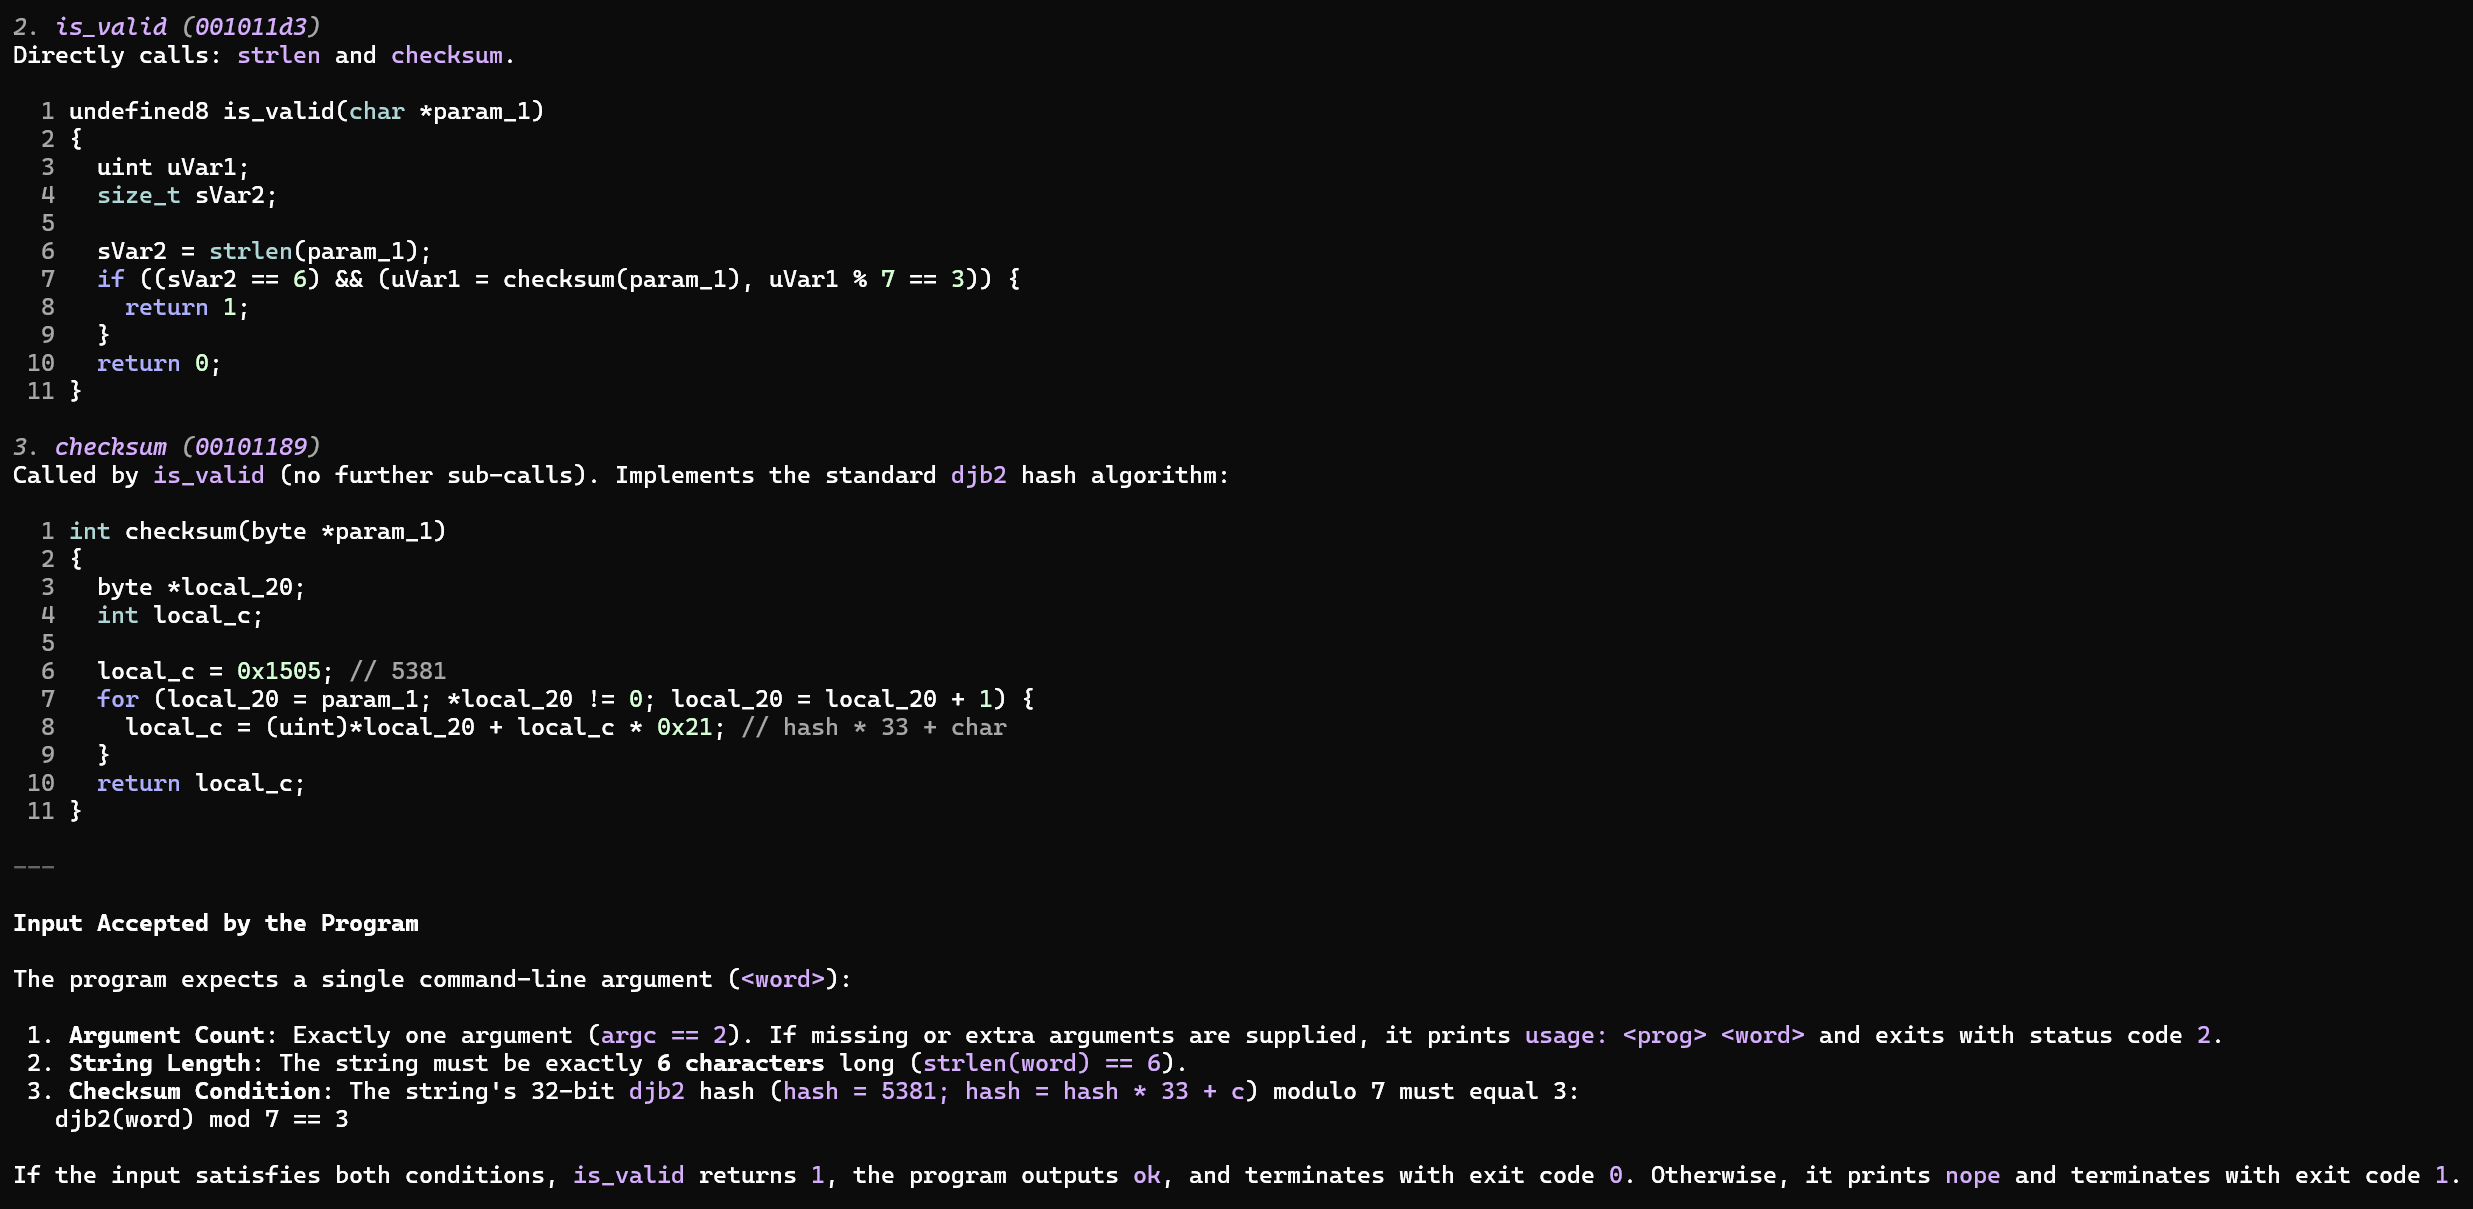 2. is_valid (001011d3)
Directly calls: strlen and checksum.
1 undefined8 is_valid(char *param_1)
2 {
3   uint uVar1;
4   size_t sVar2;
5
6   sVar2 = strlen(param_1);
7   if ((sVar2 == 6) && (uVar1 = checksum(param_1), uVar1 % 7 == 3)) {
8     return 1;
9   }
10   return 0;
11 }
3. checksum (00101189)
Called by is_valid (no further sub-calls). Implements the standard djb2 hash algorithm:
1 int checksum(byte *param_1)
2 {
3   byte *local_20;
4   int local_c;
5
6   local_c = 0x1505; // 5381
7   for (local_20 = param_1; *local_20 != 0; local_20 = local_20 + 1) {
8     local_c = (uint)*local_20 + local_c * 0x21; // hash * 33 + char
9   }
10   return local_c;
11 }
---
Input Accepted by the Program
The program expects a single command-line argument (<word>):
1. Argument Count: Exactly one argument (argc == 2). If missing or extra arguments are supplied, it prints usage: <prog> <word> and exits with status code 2.
2. String Length: The string must be exactly 6 characters long (strlen(word) == 6).
3. Checksum Condition: The string's 32-bit djb2 hash (hash = 5381; hash = hash * 33 + c) modulo 7 must equal 3:
djb2(word) mod 7 == 3
If the input satisfies both conditions, is_valid returns 1, the program outputs ok, and terminates with exit code 0. Otherwise, it prints nope and terminates with exit code 1.